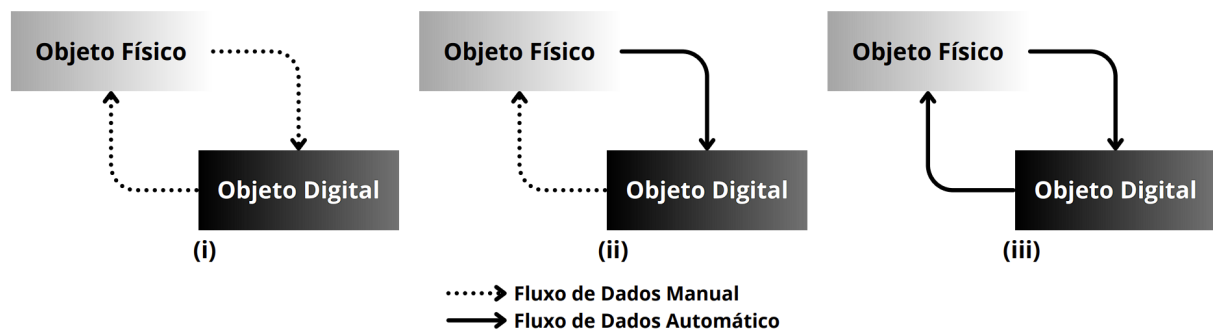 Objeto Físico
Objeto Digital
(i)
Objeto Físico
Objeto Digital
(ii)
Objeto Físico
Objeto Digital
(iii)
Fluxo de Dados Manual
Fluxo de Dados Automático